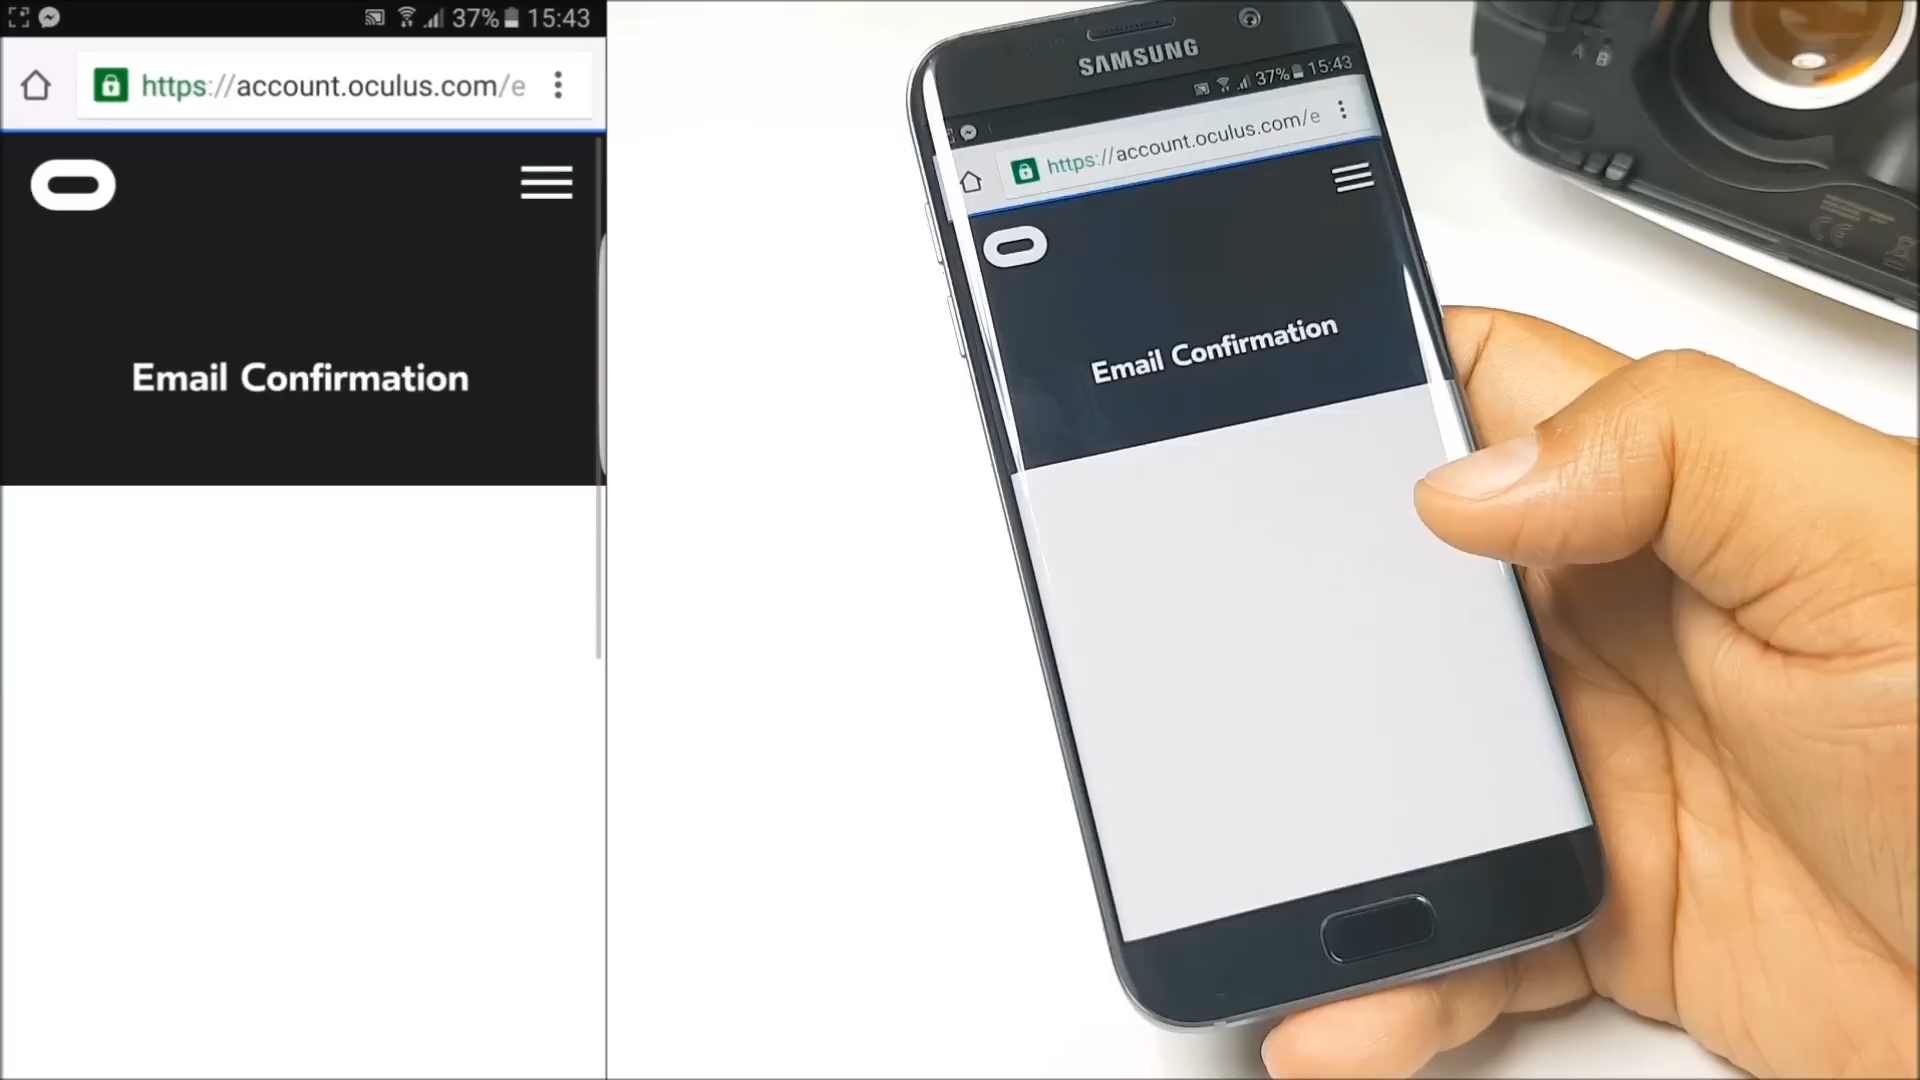 37% 15:43
https://account.oculus.com/e
Email Confirmation
SAMSUNG
37% 15:43
https://account.oculus.com/e
Email Confirmation
A B
CE